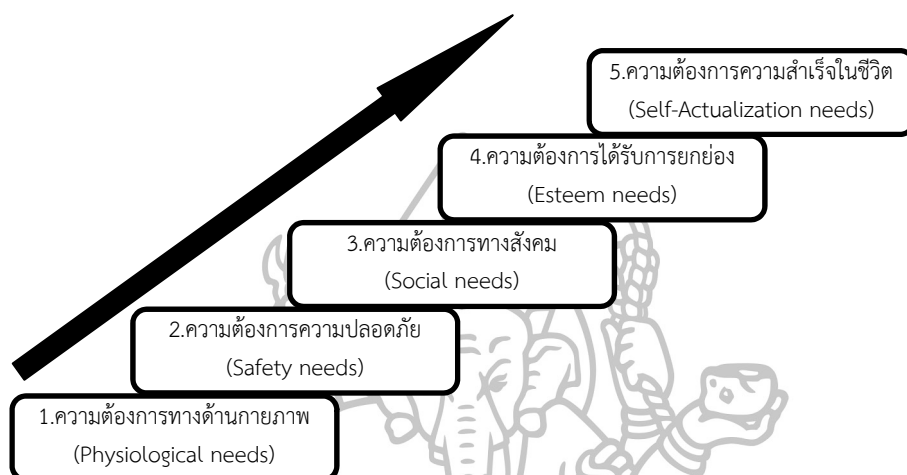 5.ความต้องการความสำเร็จในชีวิต
(Self-Actualization needs)
4.ความต้องการได้รับการยกย่อง
(Esteem needs)
3.ความต้องการทางสังคม
(Social needs)
2.ความต้องการความปลอดภัย
(Safety needs)
1.ความต้องการทางด้านกายภาพ
(Physiological needs)